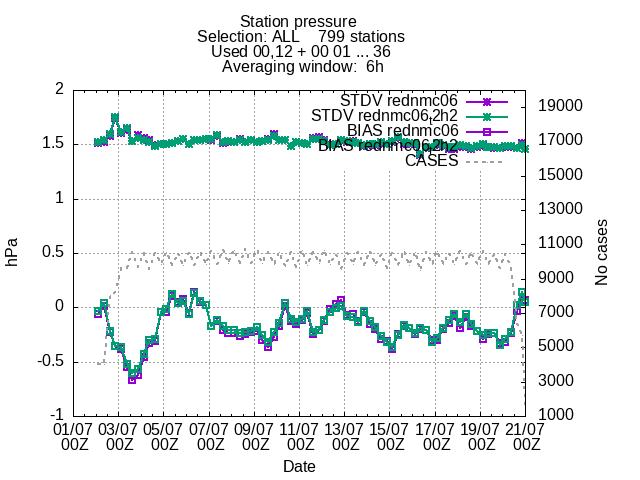 Station pressure
Selection: ALL 799 stations
Used 00,12 + 00 01 ... 36
Averaging window: 6h
STDV rednmc06
STDV rednmc06,2h2
BIAS rednmc06
BIAS rednmc06,2h2
CASES
2
1.5
1
0.5
0
-0.5
-1
19000
17000
15000
13000
11000
9000
7000
5000
3000
1000
hPa
No cases
01/07 03/07 05/07 07/07 09/07 11/07 13/07 15/07 17/07 19/07 21/07
00Z 00Z 00Z 00Z 00Z 00Z 00Z 00Z 00Z 00Z 00Z
Date